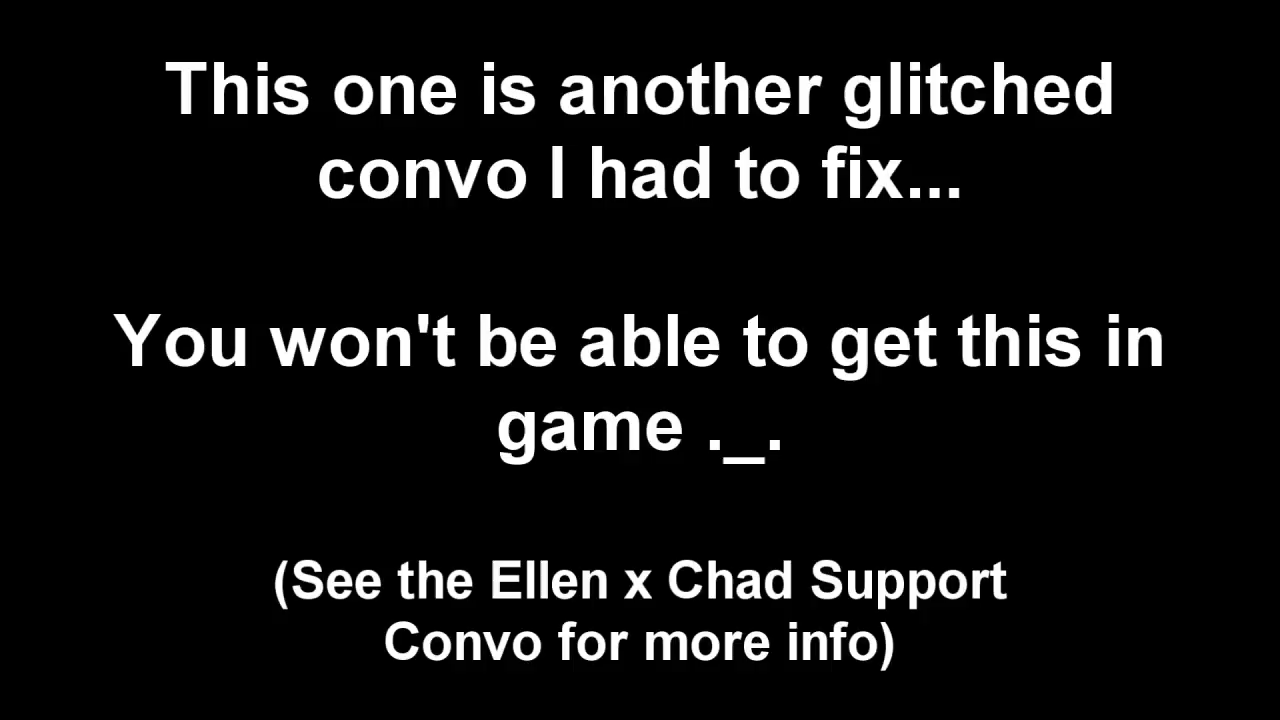 This one is another glitched
convo I had to fix...
You won't be able to get this in
game ._.
(See the Ellen x Chad Support
Convo for more info)